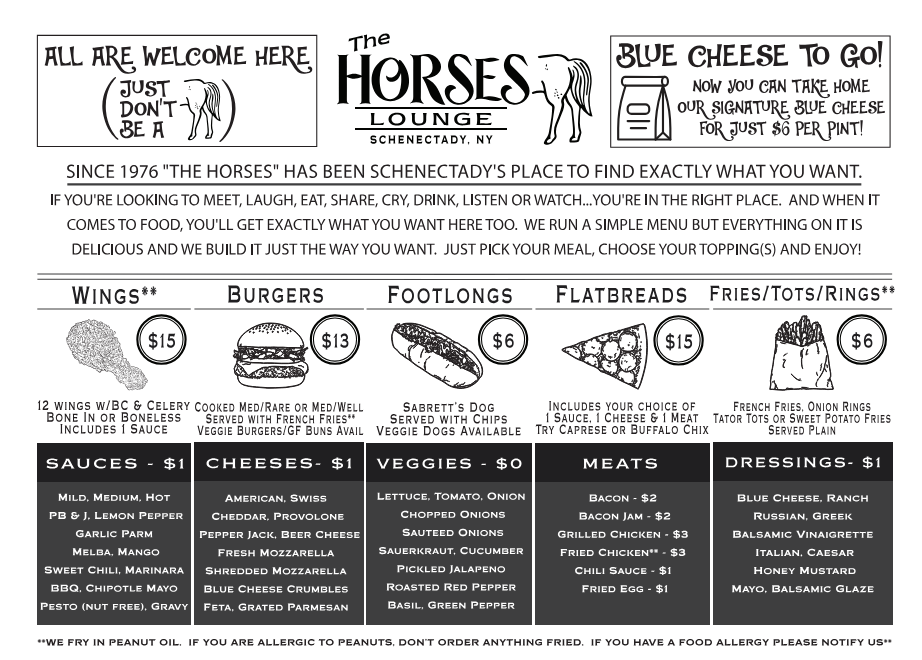 ALL ARE WELCOME HERE
(JUST
DON'T
BE A )
The
HORSES
LOUNGE
SCHENECTADY, NY
BLUE CHEESE TO GO!
NOW YOU CAN TAKE HOME
OUR SIGNATURE BLUE CHEESE
FOR JUST $6 PER PINT!
SINCE 1976 "THE HORSES" HAS BEEN SCHENECTADY'S PLACE TO FIND EXACTLY WHAT YOU WANT.
IF YOU'RE LOOKING TO MEET, LAUGH, EAT, SHARE, CRY, DRINK, LISTEN OR WATCH...YOU'RE IN THE RIGHT PLACE. AND WHEN IT
COMES TO FOOD, YOU'LL GET EXACTLY WHAT YOU WANT HERE TOO. WE RUN A SIMPLE MENU BUT EVERYTHING ON IT IS
DELICIOUS AND WE BUILD IT JUST THE WAY YOU WANT. JUST PICK YOUR MEAL, CHOOSE YOUR TOPPING(S) AND ENJOY!
WINGS**
$15
12 WINGS W/BC & CELERY
BONE IN OR BONELESS
INCLUDES 1 SAUCE
BURGERS
$13
COOKED MED/RARE OR MED/WELL
SERVED WITH FRENCH FRIES**
VEGGIE BURGERS/GF BUNS AVAIL
FOOTLONGS
$6
SABRETT'S DOG
SERVED WITH CHIPS
VEGGIE DOGS AVAILABLE
FLATBREADS
$15
INCLUDES YOUR CHOICE OF
1 SAUCE, 1 CHEESE & 1 MEAT
TRY CAPRESE OR BUFFALO CHIX
FRIES/TOTS/RINGS**
$6
FRENCH FRIES, ONION RINGS
TATOR TOTS OR SWEET POTATO FRIES
SERVED PLAIN
SAUCES - $1
MILD, MEDIUM, HOT
PB & J, LEMON PEPPER
GARLIC PARM
MELBA, MANGO
SWEET CHILI, MARINARA
BBQ, CHIPOTLE MAYO
PESTO (NUT FREE), GRAVY
CHEESES- $1
AMERICAN, SWISS
CHEDDAR, PROVOLONE
PEPPER JACK, BEER CHEESE
FRESH MOZZARELLA
SHREDDED MOZZARELLA
BLUE CHEESE CRUMBLES
FETA, GRATED PARMESAN
VEGGIES - $0
LETTUCE, TOMATO, ONION
CHOPPED ONIONS
SAUTEED ONIONS
SAUERKRAUT, CUCUMBER
PICKLED JALAPENO
ROASTED RED PEPPER
BASIL, GREEN PEPPER
MEATS
BACON - $2
BACON JAM - $2
GRILLED CHICKEN - $3
FRIED CHICKEN** - $3
CHILI SAUCE - $1
FRIED EGG - $1
DRESSINGS- $1
BLUE CHEESE, RANCH
RUSSIAN, GREEK
BALSAMIC VINAIGRETTE
ITALIAN, CAESAR
HONEY MUSTARD
MAYO, BALSAMIC GLAZE
**WE FRY IN PEANUT OIL. IF YOU ARE ALLERGIC TO PEANUTS, DON'T ORDER ANYTHING FRIED. IF YOU HAVE A FOOD ALLERGY PLEASE NOTIFY US**